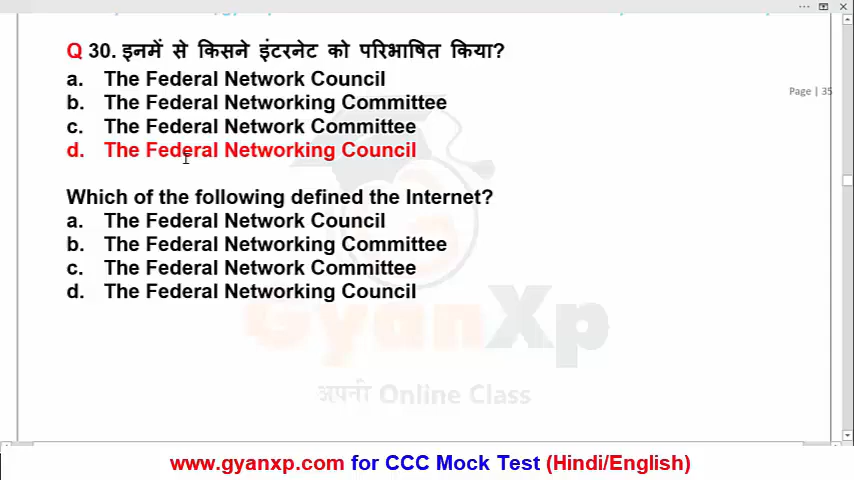 Q 30. इनमें से किसने इंटरनेट को परिभाषित किया?
a. The Federal Network Council
Page | 35
b. The Federal Networking Committee
c. The Federal Network Committee
d. The Federal Networking Council
Which of the following defined the Internet?
a. The Federal Network Council
b. The Federal Networking Committee
c. The Federal Network Committee
d. The Federal Networking Council
GyanXp
अपनी Online Class
www.gyanxp.com for CCC Mock Test (Hindi/English)